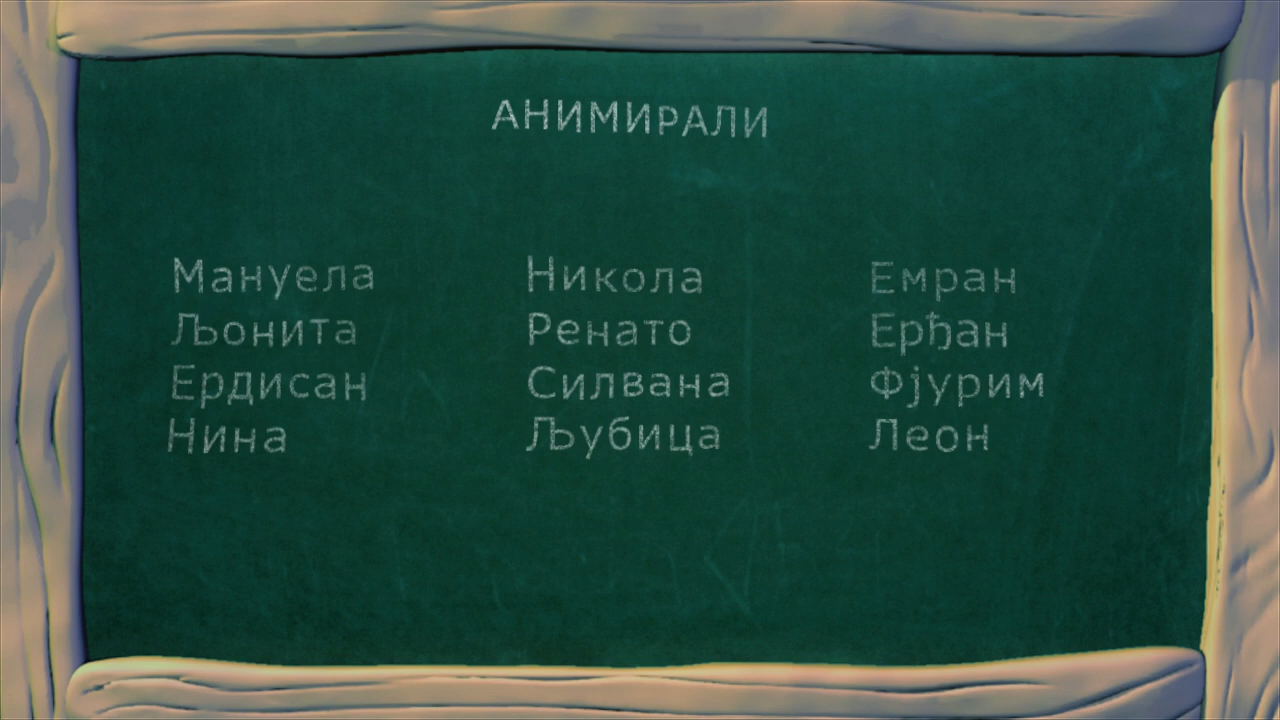 АНИМИРАЛИ
Мануела
Љонита
Ердисан
Нина
Никола
Ренато
Силвана
Љубица
Емран
Ерђан
Фјурим
Леон